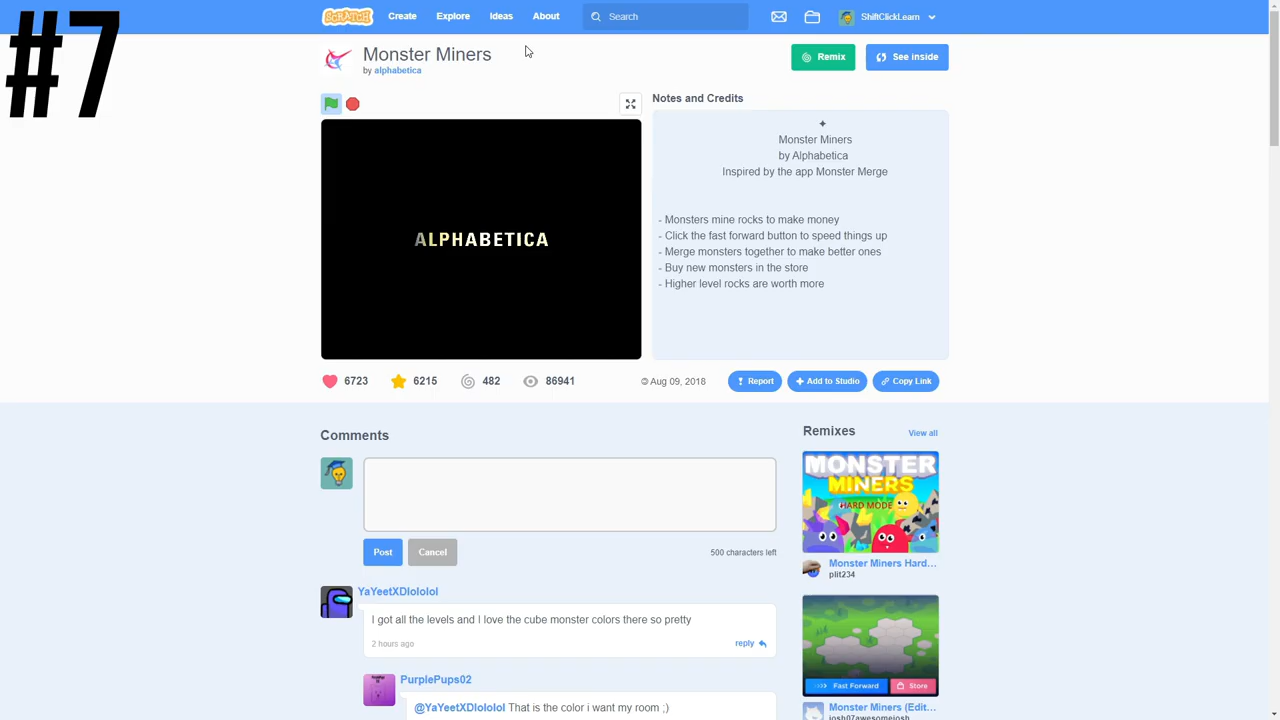 #7
SCRATCH
Create
Explore
Ideas
About
Search
ShiftClickLearn
Monster Miners
by alphabetica
Remix
See inside
Notes and Credits
ALPHABETICA
Monster Miners
by Alphabetica
Inspired by the app Monster Merge
- Monsters mine rocks to make money
- Click the fast forward button to speed things up
- Merge monsters together to make better ones
- Buy new monsters in the store
- Higher level rocks are worth more
6723
6215
482
86941
© Aug 09, 2018
Report
Add to Studio
Copy Link
Comments
Post
Cancel
500 characters left
YaYeetXDlololol
I got all the levels and I love the cube monster colors there so pretty
2 hours ago
reply
PurplePups02
@YaYeetXDlololol That is the color i want my room ;)
Remixes
View all
MONSTER
MINERS
HARD MODE
Monster Miners Hard...
plit234
Fast Forward
Store
Monster Miners (Edit...
josh07awesomejosh